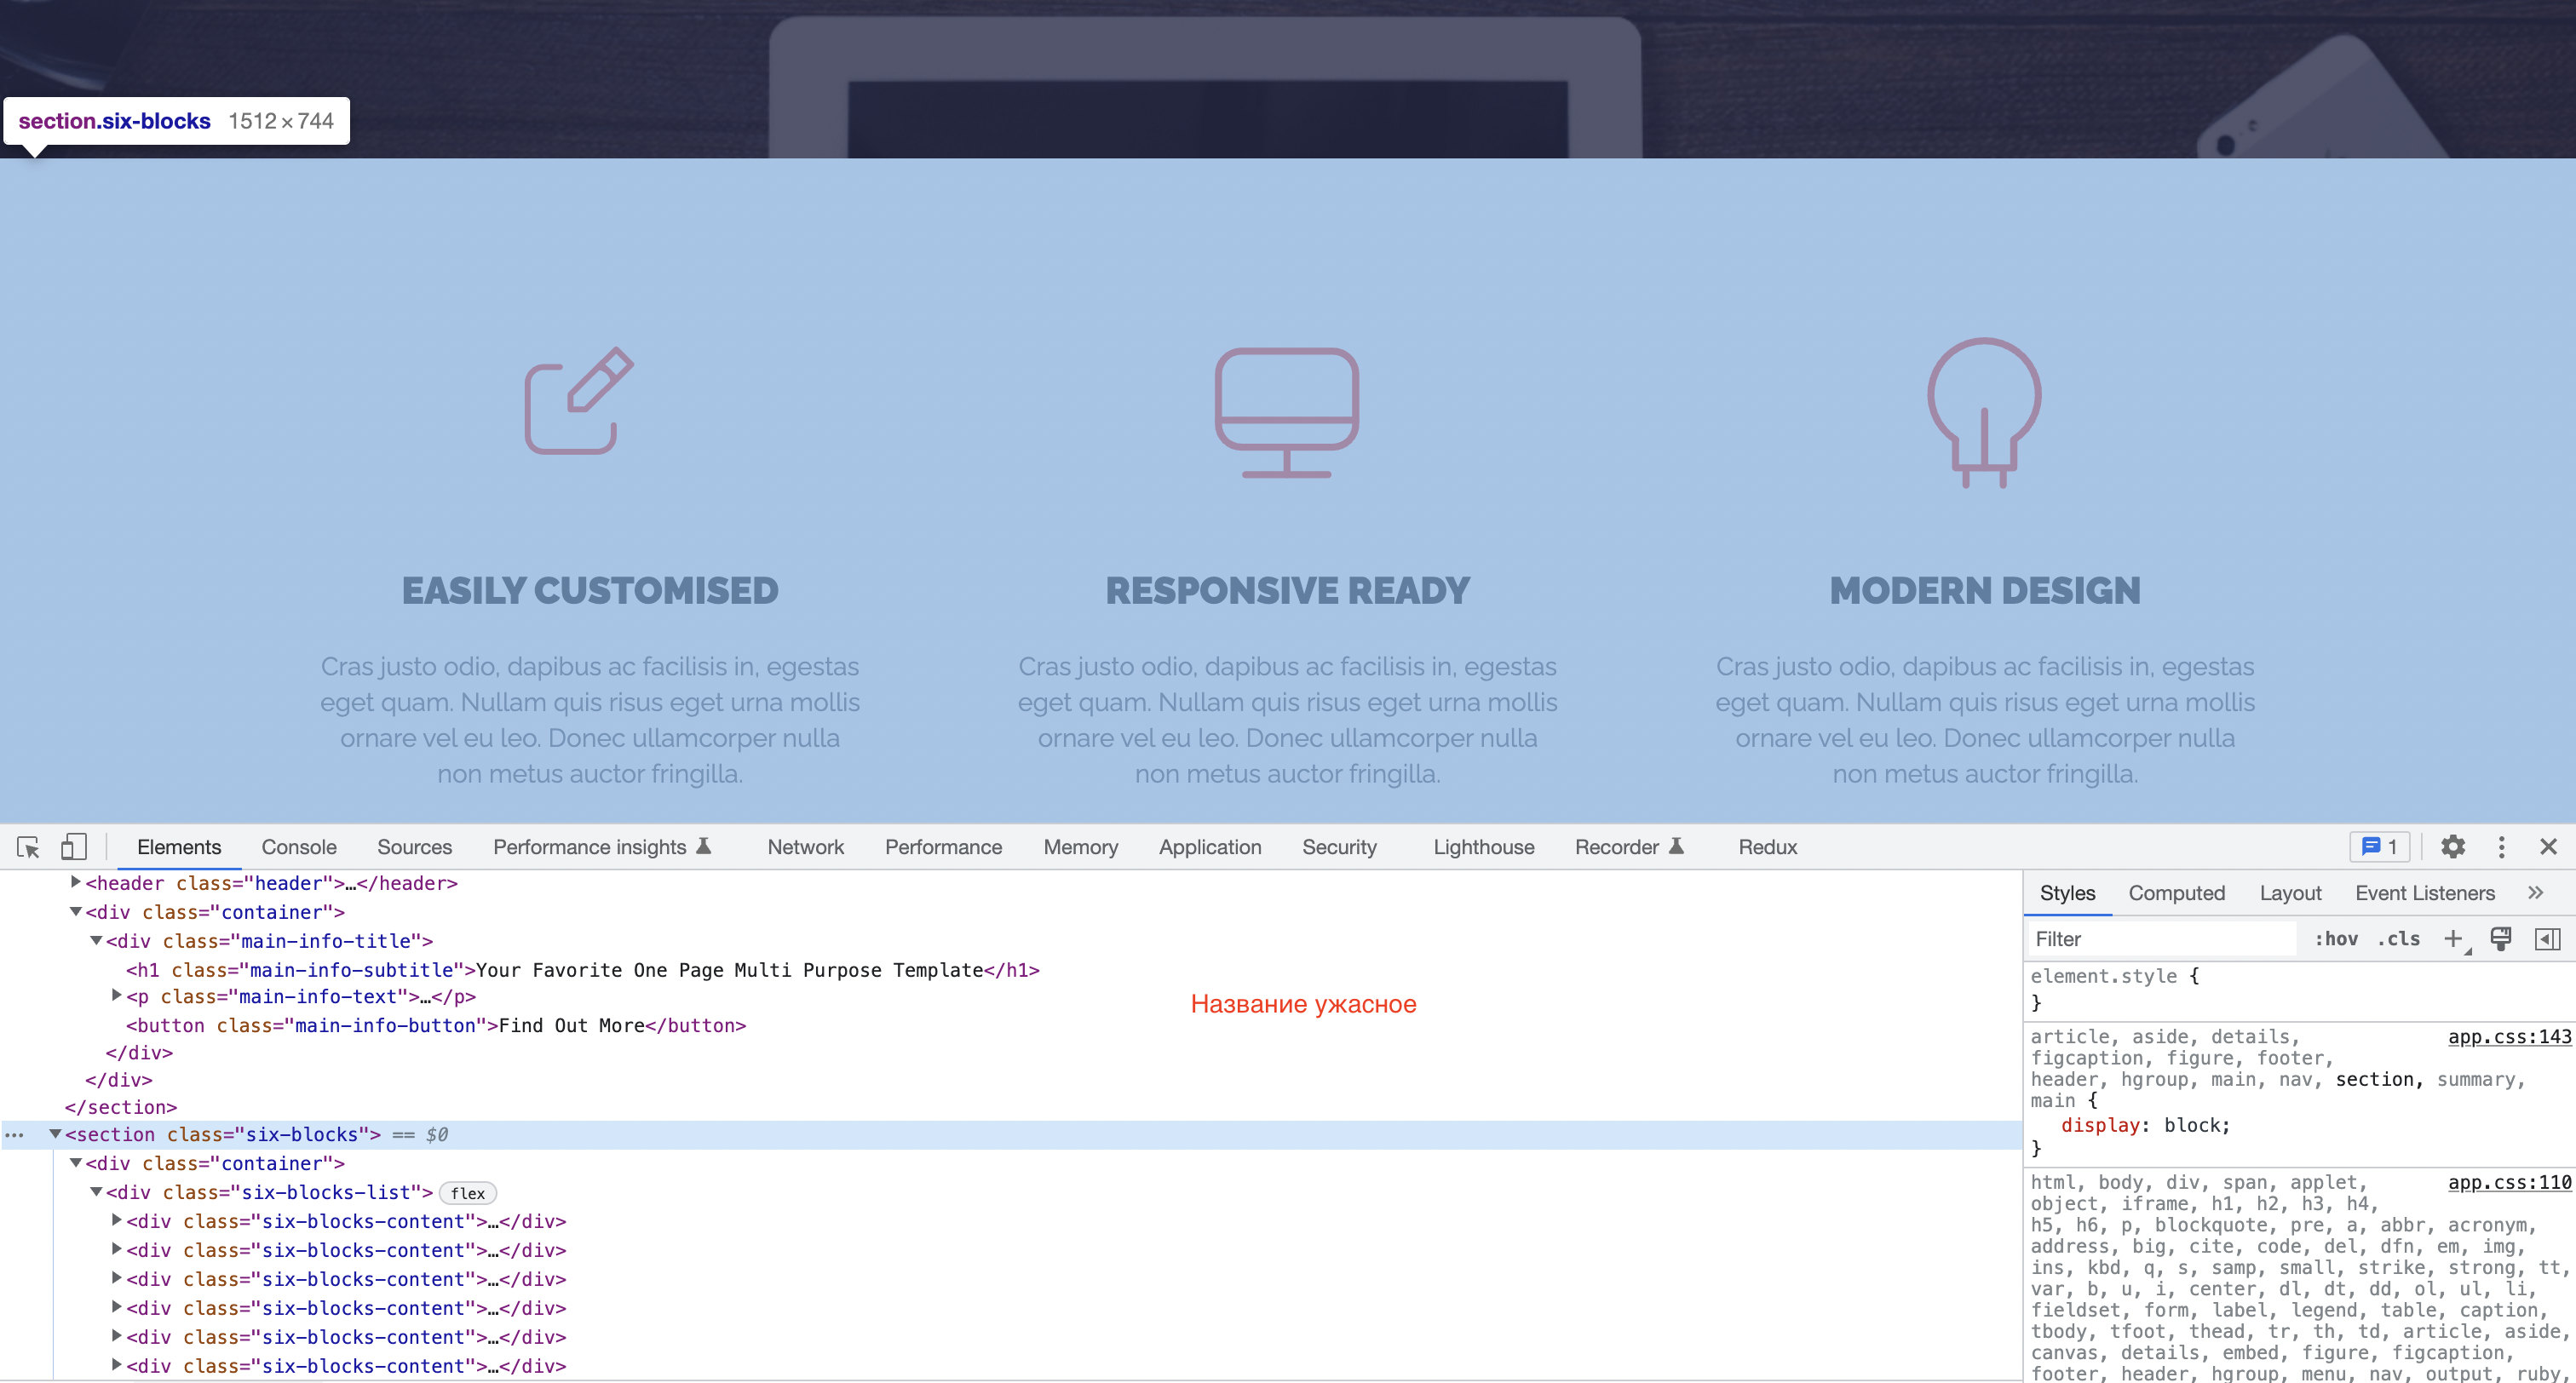 section.six-blocks 1512 × 744
EASILY CUSTOMISED
Cras justo odio, dapibus ac facilisis in, egestas
eget quam. Nullam quis risus eget urna mollis
ornare vel eu leo. Donec ullamcorper nulla
non metus auctor fringilla.
RESPONSIVE READY
Cras justo odio, dapibus ac facilisis in, egestas
eget quam. Nullam quis risus eget urna mollis
ornare vel eu leo. Donec ullamcorper nulla
non metus auctor fringilla.
MODERN DESIGN
Cras justo odio, dapibus ac facilisis in, egestas
eget quam. Nullam quis risus eget urna mollis
ornare vel eu leo. Donec ullamcorper nulla
non metus auctor fringilla.
Elements Console Sources Performance insights Network Performance Memory Application Security Lighthouse Recorder Redux 1
<header class="header">…</header>
<div class="container">
<div class="main-info-title">
<h1 class="main-info-subtitle">Your Favorite One Page Multi Purpose Template</h1>
<p class="main-info-text">…</p>
Название ужасное
<button class="main-info-button">Find Out More</button>
</div>
</div>
</section>
<section class="six-blocks"> == $0
<div class="container">
<div class="six-blocks-list"> flex
<div class="six-blocks-content">…</div>
<div class="six-blocks-content">…</div>
<div class="six-blocks-content">…</div>
<div class="six-blocks-content">…</div>
<div class="six-blocks-content">…</div>
<div class="six-blocks-content">…</div>
Styles Computed Layout Event Listeners »
Filter :hov .cls +
element.style {
}
article, aside, details, app.css:143
figcaption, figure, footer,
header, hgroup, main, nav, section, summary,
main {
display: block;
}
html, body, div, span, applet, app.css:110
object, iframe, h1, h2, h3, h4,
h5, h6, p, blockquote, pre, a, abbr, acronym,
address, big, cite, code, del, dfn, em, img,
ins, kbd, q, s, samp, small, strike, strong, tt,
var, b, u, i, center, dl, dt, dd, ol, ul, li,
fieldset, form, label, legend, table, caption,
tbody, tfoot, thead, tr, th, td, article, aside,
canvas, details, embed, figure, figcaption,
footer, header, hgroup, menu, nav, output, ruby,